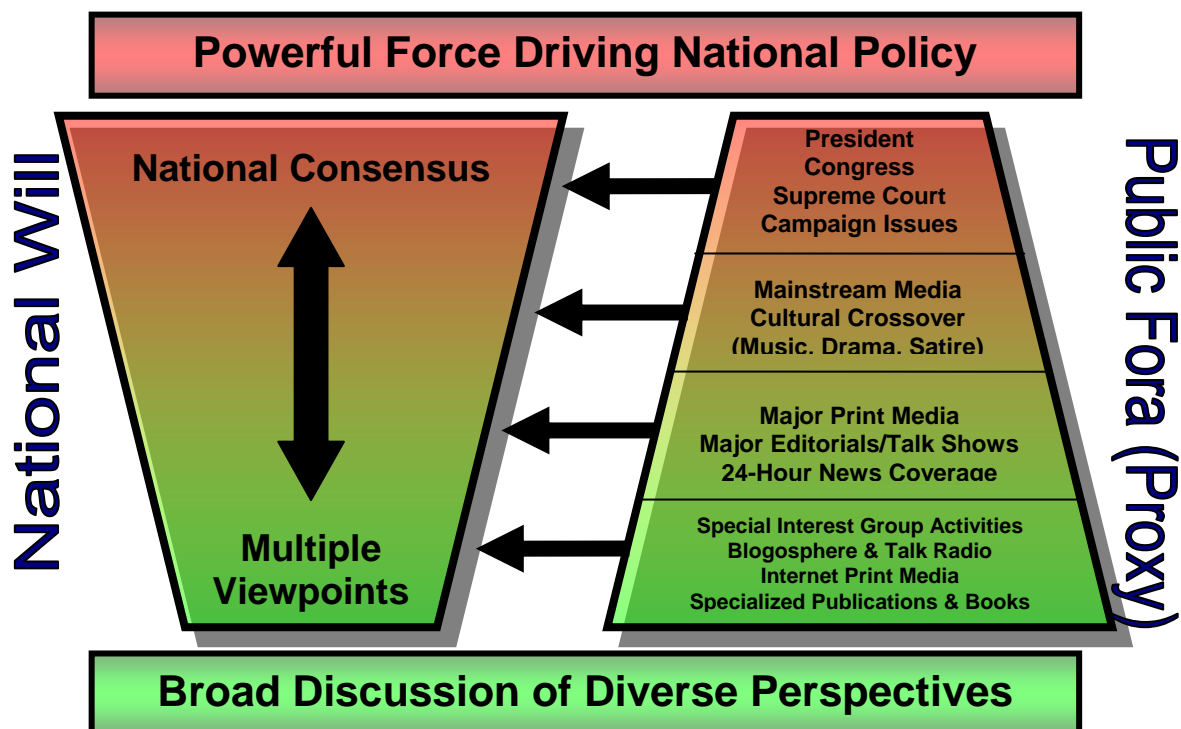 Powerful Force Driving National Policy
National Will
National Consensus
Multiple
Viewpoints
President
Congress
Supreme Court
Campaign Issues
Mainstream Media
Cultural Crossover
(Music, Drama, Satire)
Major Print Media
Major Editorials/Talk Shows
24-Hour News Coverage
Special Interest Group Activities
Blogosphere & Talk Radio
Internet Print Media
Specialized Publications & Books
Public Fora (Proxy)
Broad Discussion of Diverse Perspectives